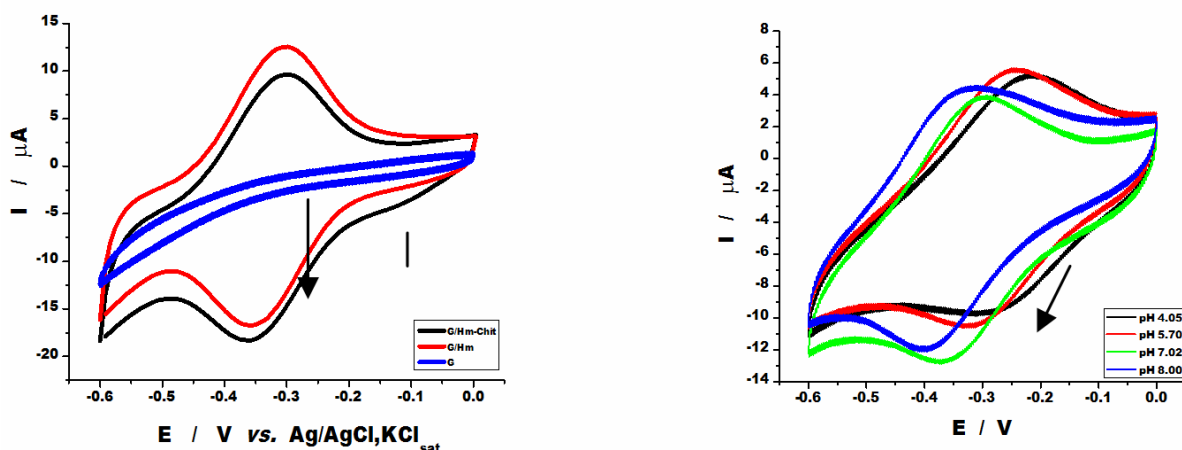 15
10
5
0
-5
-10
-15
-20
I / μA
-0.6 -0.5 -0.4 -0.3 -0.2 -0.1 0.0
E / V vs. Ag/AgCl,KCl sat
G/Hm-Chit
G/Hm
G
8
6
4
2
0
-2
-4
-6
-8
-10
-12
-14
I / μA
-0.6 -0.5 -0.4 -0.3 -0.2 -0.1 0.0
E / V
pH 4.05
pH 5.70
pH 7.02
pH 8.00